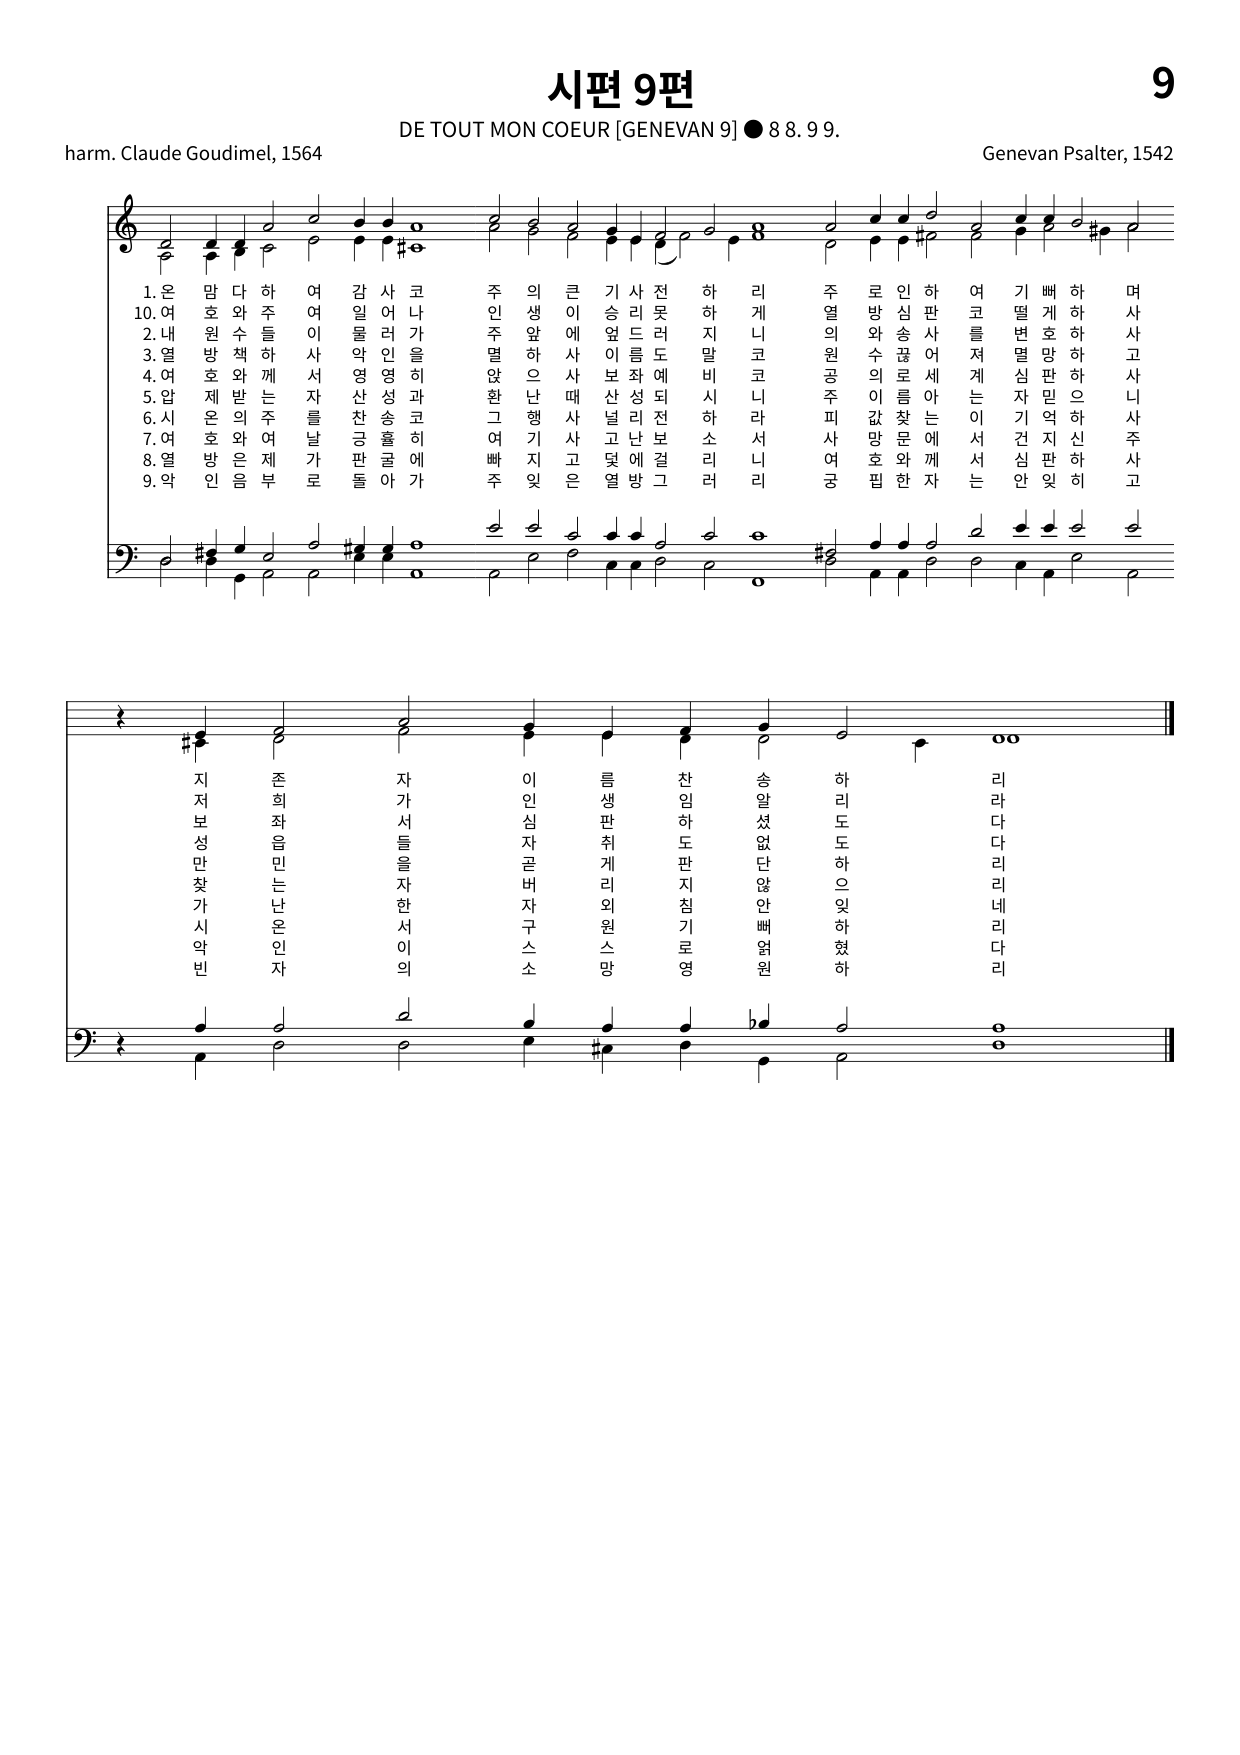 시편 9편
9
DE TOUT MON COEUR [GENEVAN 9] ● 8 8. 9 9.
harm. Claude Goudimel, 1564
Genevan Psalter, 1542
1. 온 맘 다 하 여 감 사 코 주 의 큰 기 사 전 하 리 주 로 인 하 여 기 뻐 하 며
10. 여 호 와 주 여 일 어 나 인 생 이 승 리 못 하 게 열 방 심 판 코 떨 게 하 사
2. 내 원 수 들 이 물 러 가 주 앞 에 엎 드 러 지 니 의 와 송 사 를 변 호 하 사
3. 열 방 책 하 사 악 인 을 멸 하 사 이 름 도 말 코 원 수 끊 어 져 멸 망 하 고
4. 여 호 와 께 서 영 영 히 앉 으 사 보 좌 예 비 코 공 의 로 세 계 심 판 하 사
5. 압 제 받 는 자 산 성 과 환 난 때 산 성 되 시 니 주 이 름 아 는 자 믿 으 니
6. 시 온 의 주 를 찬 송 코 그 행 사 널 리 전 하 라 피 값 찾 는 이 기 억 하 사
7. 여 호 와 여 날 긍 휼 히 여 기 사 고 난 보 소 서 사 망 문 에 서 건 지 신 주
8. 열 방 은 제 가 판 굴 에 빠 지 고 덫 에 걸 리 니 여 호 와 께 서 심 판 하 사
9. 악 인 음 부 로 돌 아 가 주 잊 은 열 방 그 러 리 궁 핍 한 자 는 안 잊 히 고
지 존 자 이 름 찬 송 하 리
저 희 가 인 생 임 알 리 라
보 좌 서 심 판 하 셨 도 다
성 읍 들 자 취 도 없 도 다
만 민 을 곧 게 판 단 하 리
찾 는 자 버 리 지 않 으 리
가 난 한 자 외 침 안 잊 네
시 온 서 구 원 기 뻐 하 리
악 인 이 스 스 로 얽 혔 다
빈 자 의 소 망 영 원 하 리